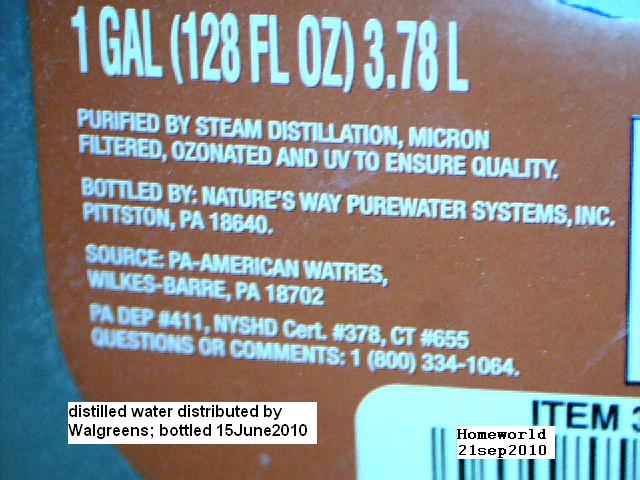 1 GAL (128 FL OZ) 3.78 L
PURIFIED BY STEAM DISTILLATION, MICRON
FILTERED, OZONATED AND UV TO ENSURE QUALITY.
BOTTLED BY: NATURE'S WAY PUREWATER SYSTEMS, INC.
PITTSTON, PA 18640.
SOURCE: PA-AMERICAN WATRES,
WILKES-BARRE, PA 18702
PA DEP #411, NYSHD Cert. #378, CT #655
QUESTIONS OR COMMENTS: 1 (800) 334-1064.
distilled water distributed by
Walgreens; bottled 15June2010
ITEM
Homeworld
21sep2010